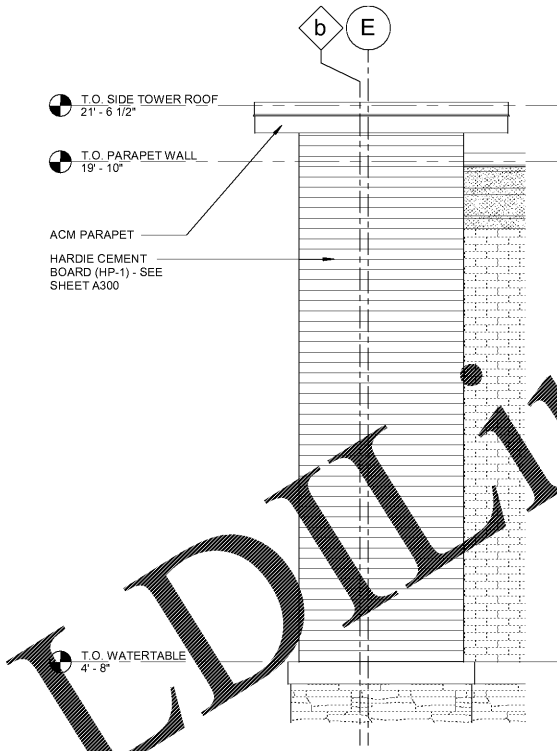 b E
T.O. SIDE TOWER ROOF
21' - 6 1/2"
T.O. PARAPET WALL
19' - 10"
ACM PARAPET
HARDIE CEMENT
BOARD (HP-1) - SEE
SHEET A300
T.O. WATERTABLE
4' - 8"